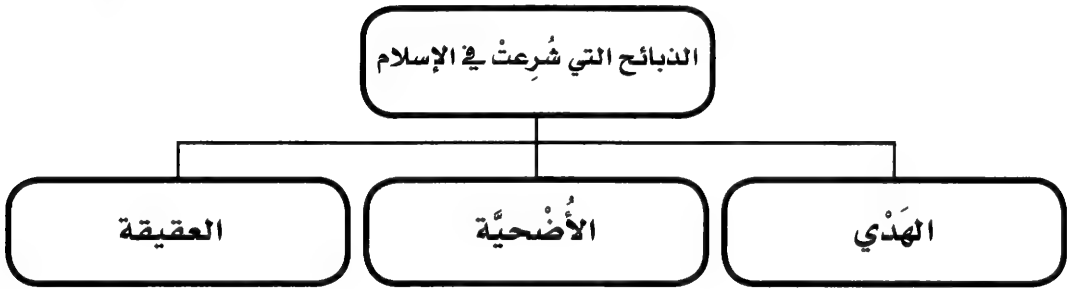 الذبائح التي شُرِعتْ في الإسلام
الهَدْي
الأُضْحيَّة
العقيقة